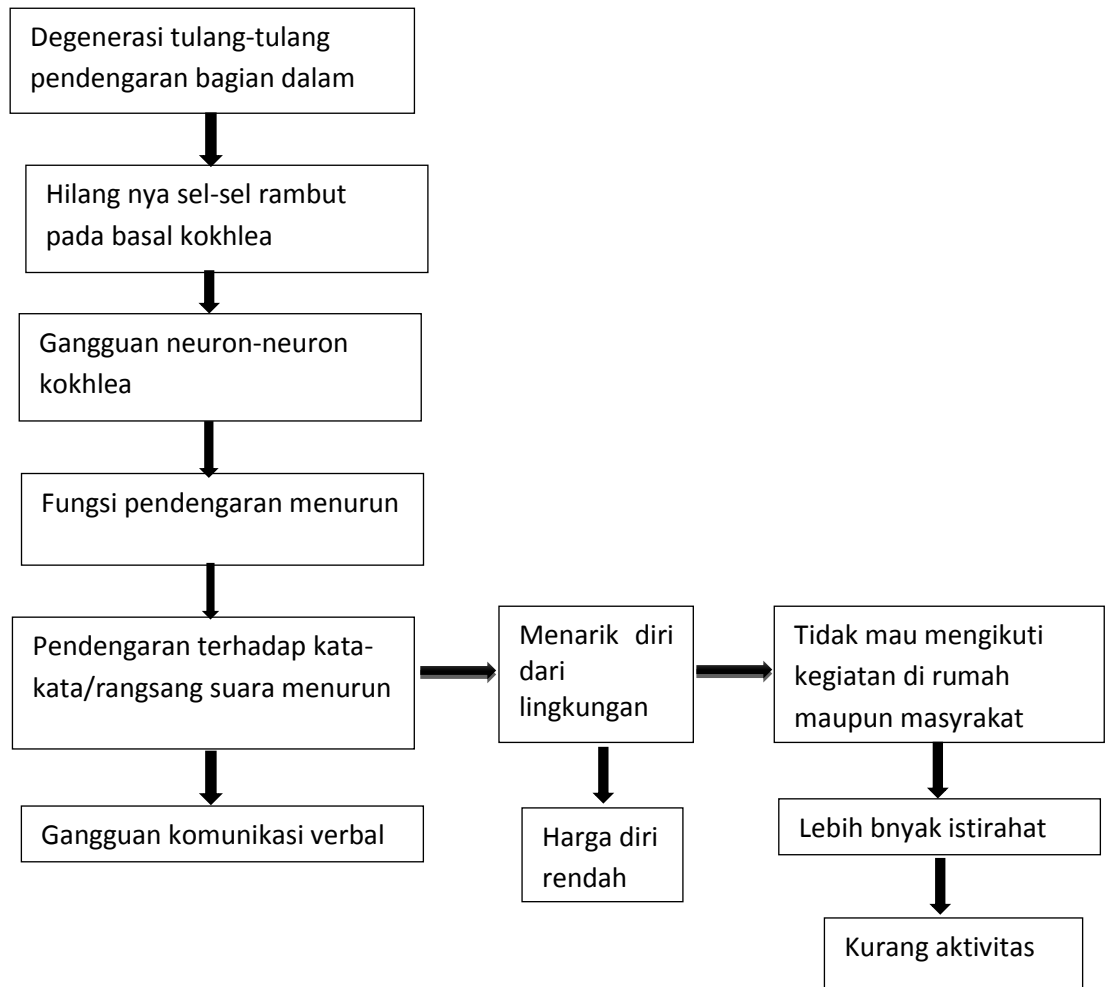 Degenerasi tulang-tulang
pendengaran bagian dalam
Hilang nya sel-sel rambut
pada basal kokhlea
Gangguan neuron-neuron
kokhlea
Fungsi pendengaran menurun
Pendengaran terhadap kata-
kata/rangsang suara menurun
Gangguan komunikasi verbal
Menarik diri
dari
lingkungan
Harga diri
rendah
Tidak mau mengikuti
kegiatan di rumah
maupun masyrakat
Lebih bnyak istirahat
Kurang aktivitas